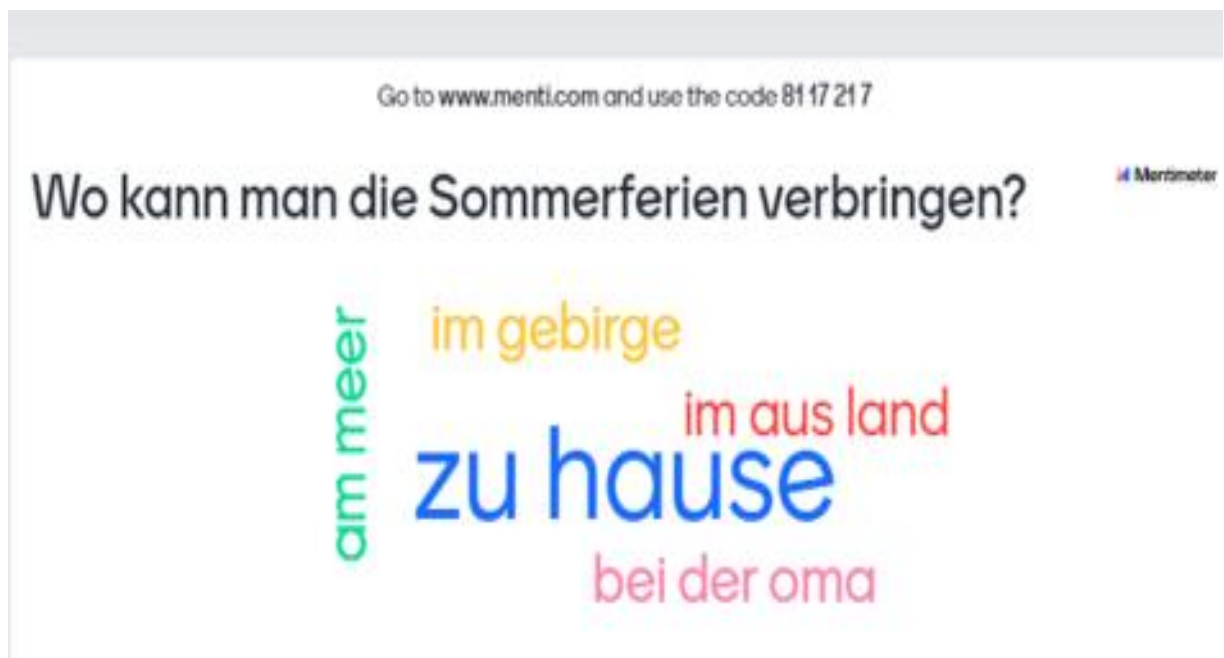 Go to www.menti.com and use the code 81 17 21 7
Wo kann man die Sommerferien verbringen?
Mentimeter
am meer
im gebirge
im aus land
zu hause
bei der oma